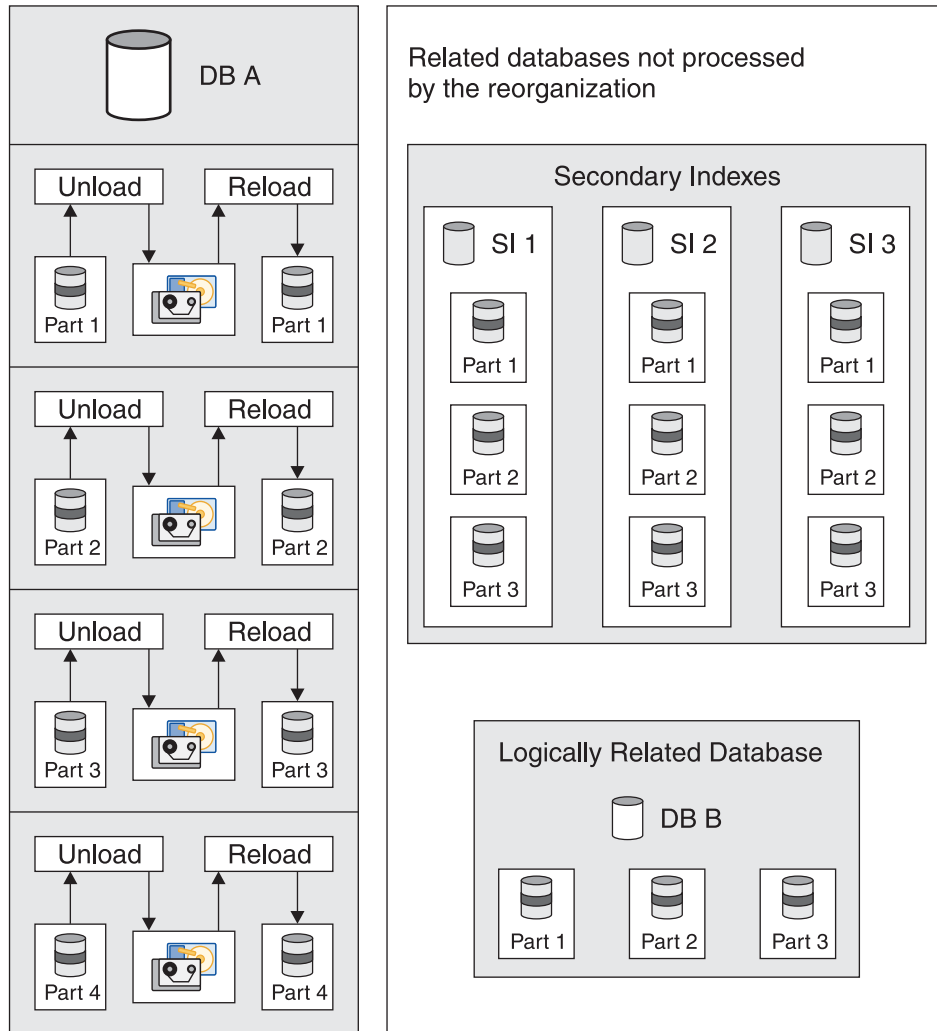 DB A
Unload
Reload
Part 1
Part 1
Unload
Reload
Part 2
Part 2
Unload
Reload
Part 3
Part 3
Unload
Reload
Part 4
Part 4
Related databases not processed
by the reorganization
Secondary Indexes
SI 1
Part 1
Part 2
Part 3
SI 2
Part 1
Part 2
Part 3
SI 3
Part 1
Part 2
Part 3
Logically Related Database
DB B
Part 1
Part 2
Part 3